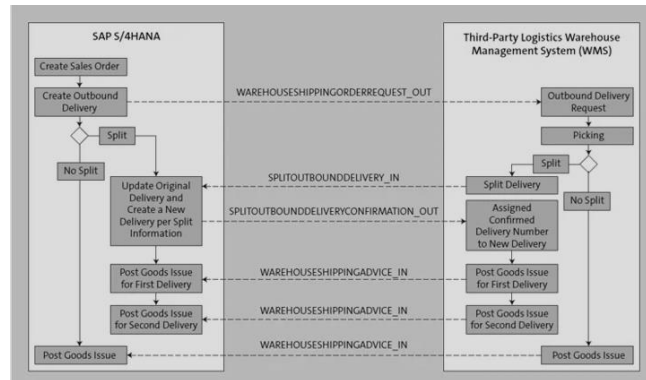 SAP S/4HANA
Third-Party Logistics Warehouse
Management System (WMS)
Create Sales Order
Create Outbound
Delivery
WAREHOUSESHIPPINGORDERREQUEST_OUT
Outbound Delivery
Request
Picking
Split
No Split
Split
No Split
SPLITOUTBOUNDDELIVERY_IN
Split Delivery
Update Original
Delivery and
Create a New
Delivery per Split
Information
SPLITOUTBOUNDDELIVERYCONFIRMATION_OUT
Assigned
Confirmed
Delivery Number
to New Delivery
Post Goods Issue
for First Delivery
WAREHOUSESHIPPINGADVICE_IN
Post Goods Issue
for First Delivery
Post Goods Issue
for Second Delivery
WAREHOUSESHIPPINGADVICE_IN
Post Goods Issue
for Second Delivery
Post Goods Issue
WAREHOUSESHIPPINGADVICE_IN
Post Goods Issue